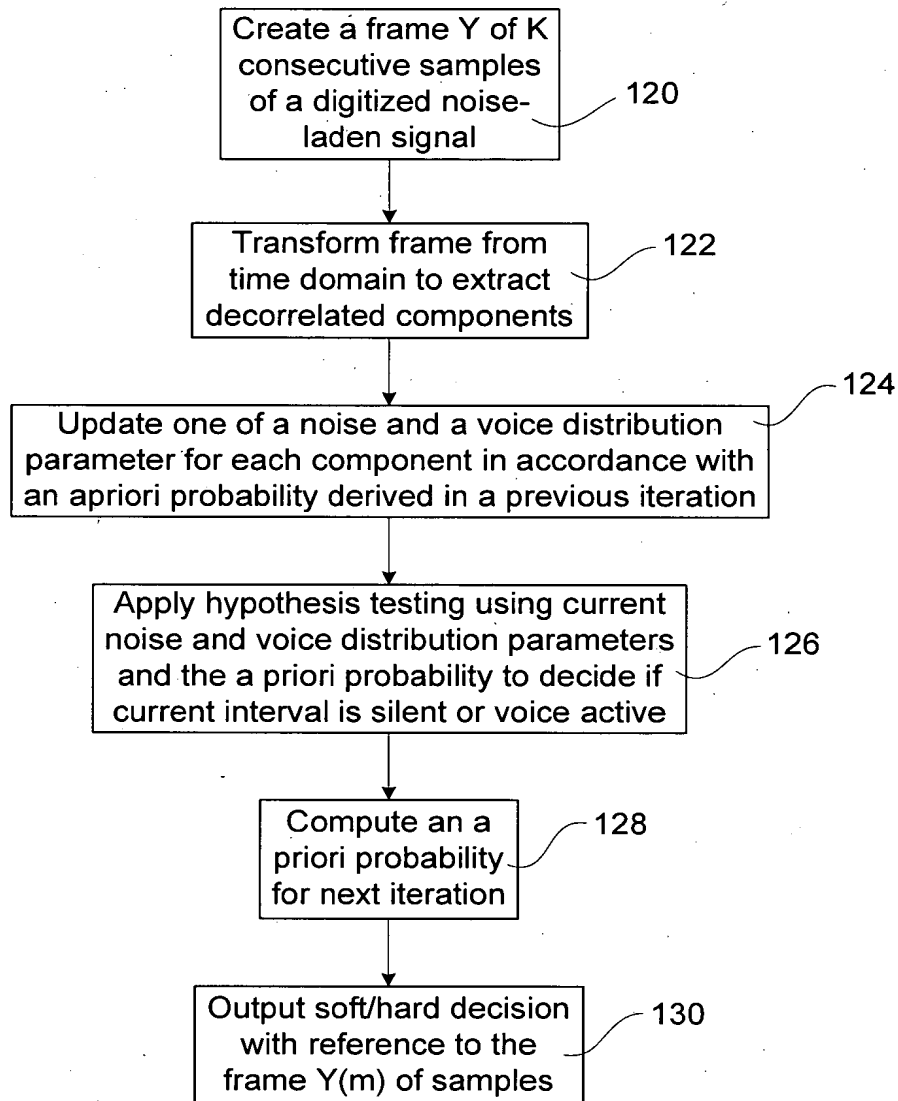 Create a frame Y of K
consecutive samples
of a digitized noise-
laden signal
120
Transform frame from
time domain to extract
decorrelated components
122
Update one of a noise and a voice distribution
parameter for each component in accordance with
an apriori probability derived in a previous iteration
124
Apply hypothesis testing using current
noise and voice distribution parameters
and the a priori probability to decide if
current interval is silent or voice active
126
Compute an a
priori probability
for next iteration
128
Output soft/hard decision
with reference to the
frame Y(m) of samples
130